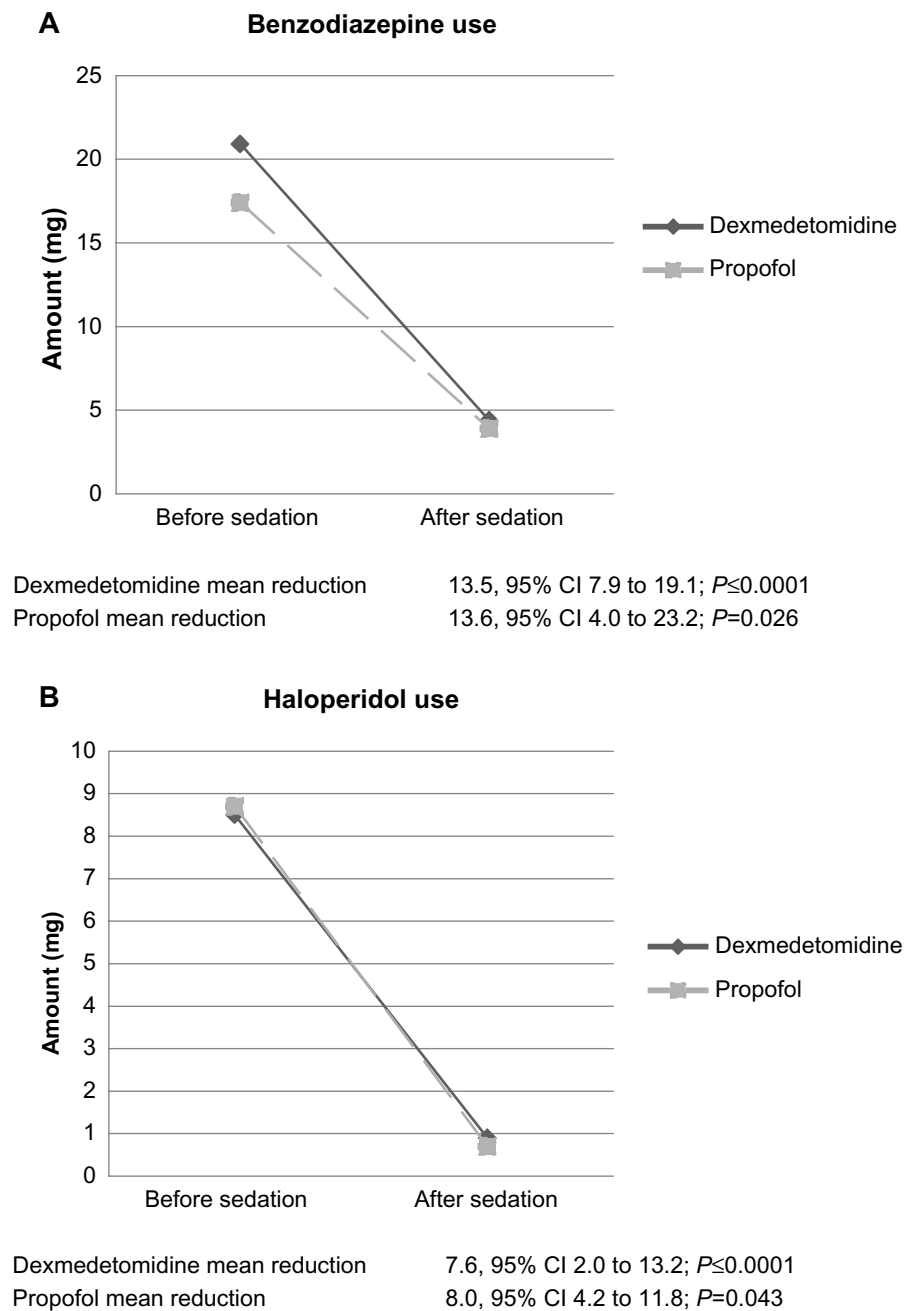 A Benzodiazepine use
25
20
15
10
5
0
Amount (mg)
Before sedation After sedation
Dexmedetomidine
Propofol
Dexmedetomidine mean reduction 13.5, 95% CI 7.9 to 19.1; P≤0.0001
Propofol mean reduction 13.6, 95% CI 4.0 to 23.2; P=0.026
B Haloperidol use
10
9
8
7
6
5
4
3
2
1
0
Amount (mg)
Before sedation After sedation
Dexmedetomidine
Propofol
Dexmedetomidine mean reduction 7.6, 95% CI 2.0 to 13.2; P≤0.0001
Propofol mean reduction 8.0, 95% CI 4.2 to 11.8; P=0.043